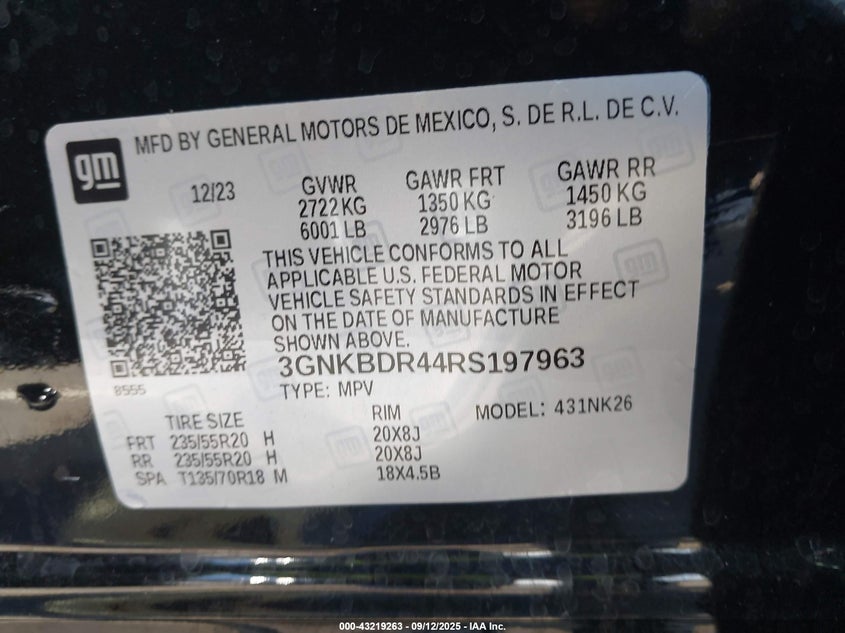 MFD BY GENERAL MOTORS DE MEXICO, S. DE R.L. DE C.V.
gm
12/23
GVWR GAWR FRT GAWR RR
2722 KG 1350 KG 1450 KG
6001 LB 2976 LB 3196 LB
THIS VEHICLE CONFORMS TO ALL
APPLICABLE U.S. FEDERAL MOTOR
VEHICLE SAFETY STANDARDS IN EFFECT
ON THE DATE OF MANUFACTURE
SHOWN ABOVE.
3GNKBDR44RS197963
8555
TYPE: MPV
TIRE SIZE RIM MODEL: 431NK26
FRT 235/55R20 H 20X8J
RR 235/55R20 H 20X8J
SPA T135/70R18 M 18X4.5B
000-43219263 - 09/12/2025 - IAA Inc.